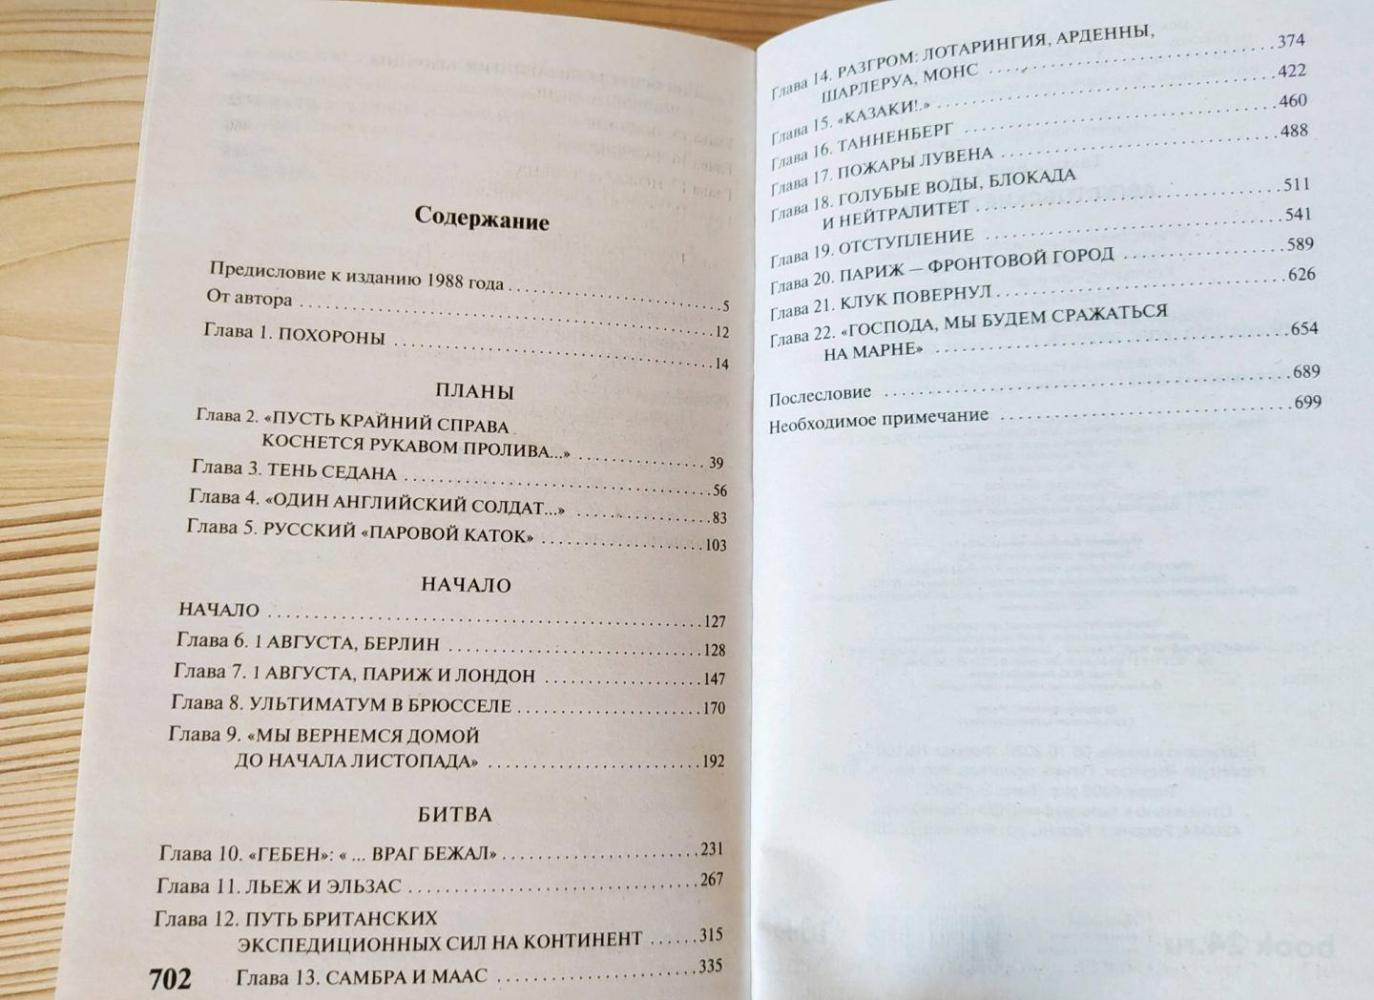 Содержание
Предисловие к изданию 1988 года 5
От автора 12
Глава 1. ПОХОРОНЫ 14
ПЛАНЫ
Глава 2. «ПУСТЬ КРАЙНИЙ СПРАВА
КОСНЕТСЯ РУКАВОМ ПРОЛИВА...» 39
Глава 3. ТЕНЬ СЕДАНА 56
Глава 4. «ОДИН АНГЛИЙСКИЙ СОЛДАТ...» 83
Глава 5. РУССКИЙ «ПАРОВОЙ КАТОК» 103
НАЧАЛО
НАЧАЛО 127
Глава 6. 1 АВГУСТА, БЕРЛИН 128
Глава 7. 1 АВГУСТА, ПАРИЖ И ЛОНДОН 147
Глава 8. УЛЬТИМАТУМ В БРЮССЕЛЕ 170
Глава 9. «МЫ ВЕРНЕМСЯ ДОМОЙ
ДО НАЧАЛА ЛИСТОПАДА» 192
БИТВА
Глава 10. «ГЕБЕН»: « ... ВРАГ БЕЖАЛ» 231
Глава 11. ЛЬЕЖ И ЭЛЬЗАС 267
Глава 12. ПУТЬ БРИТАНСКИХ
ЭКСПЕДИЦИОННЫХ СИЛ НА КОНТИНЕНТ 315
Глава 13. САМБРА И МААС 335
702
Глава 14. РАЗГРОМ: ЛОТАРИНГИЯ, АРДЕННЫ,
ШАРЛЕРУА, МОНС 374
Глава 15. «КАЗАКИ!.» 422
Глава 16. ТАННЕНБЕРГ 460
Глава 17. ПОЖАРЫ ЛУВЕНА 488
Глава 18. ГОЛУБЫЕ ВОДЫ, БЛОКАДА
И НЕЙТРАЛИТЕТ 511
Глава 19. ОТСТУПЛЕНИЕ 541
Глава 20. ПАРИЖ — ФРОНТОВОЙ ГОРОД 589
Глава 21. КЛУК ПОВЕРНУЛ 626
Глава 22. «ГОСПОДА, МЫ БУДЕМ СРАЖАТЬСЯ
НА МАРНЕ» 654
Послесловие 689
Необходимое примечание 699